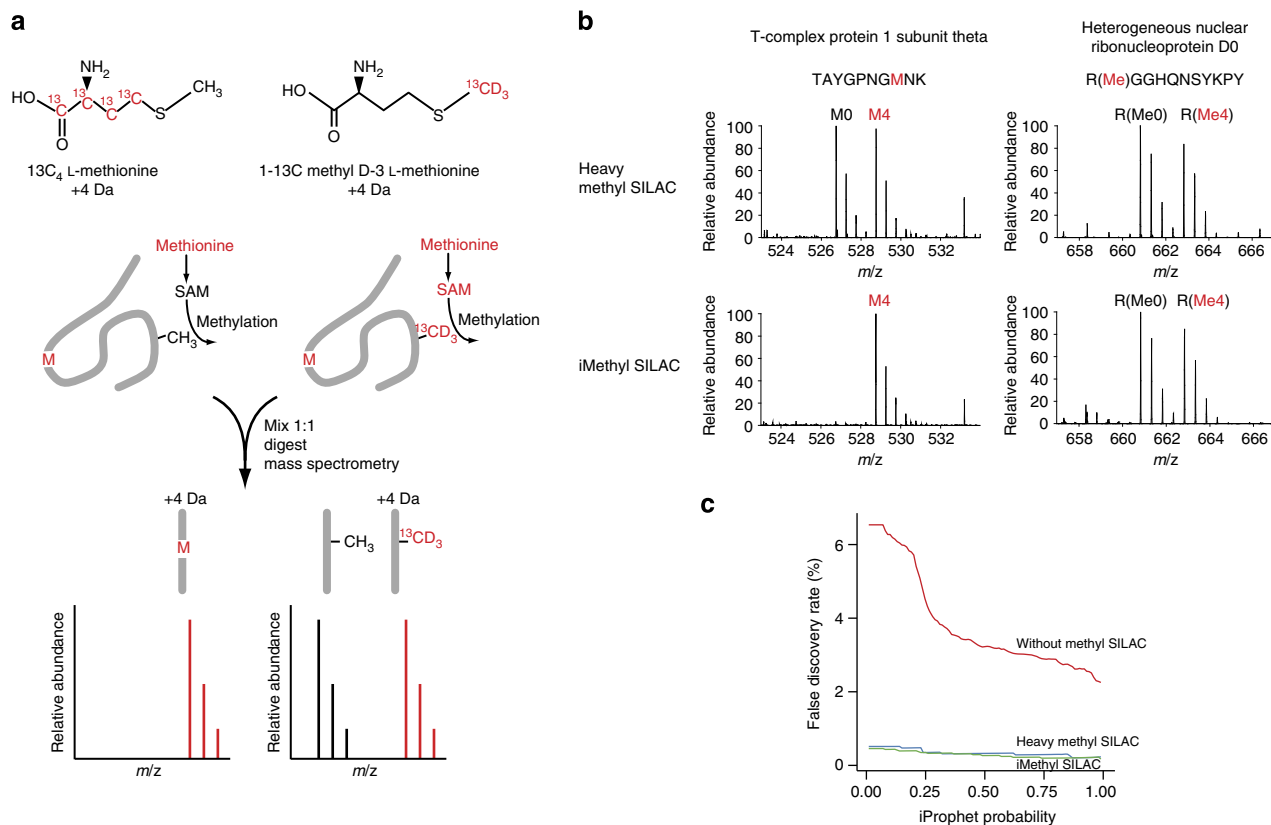 a
NH2
HO
13
C
13
C
13
C
13
C
S
CH3
O
13C4 L-methionine
+4 Da
NH2
HO
O
S
13CD3
1-13C methyl D-3 L-methionine
+4 Da
Methionine
SAM
Methylation
CH3
M
Methionine
SAM
Methylation
13CD3
M
Mix 1:1
digest
mass spectrometry
+4 Da
M
CH3
+4 Da
13CD3
Relative abundance
m/z
Relative abundance
m/z
b
T-complex protein 1 subunit theta
Heterogeneous nuclear
ribonucleoprotein D0
TAYGPNGMNK
R(Me)GGHQNSYKPY
Heavy
methyl SILAC
M0 M4
Relative abundance
100
80
60
40
20
0
524 526 528 530 532
m/z
R(Me0) R(Me4)
Relative abundance
100
80
60
40
20
0
658 660 662 664 666
m/z
iMethyl SILAC
M4
Relative abundance
100
80
60
40
20
0
524 526 528 530 532
m/z
R(Me0) R(Me4)
Relative abundance
100
80
60
40
20
0
658 660 662 664 666
m/z
c
False discovery rate (%)
6
4
2
0
Without methyl SILAC
Heavy methyl SILAC
iMethyl SILAC
0.00 0.25 0.50 0.75 1.00
iProphet probability